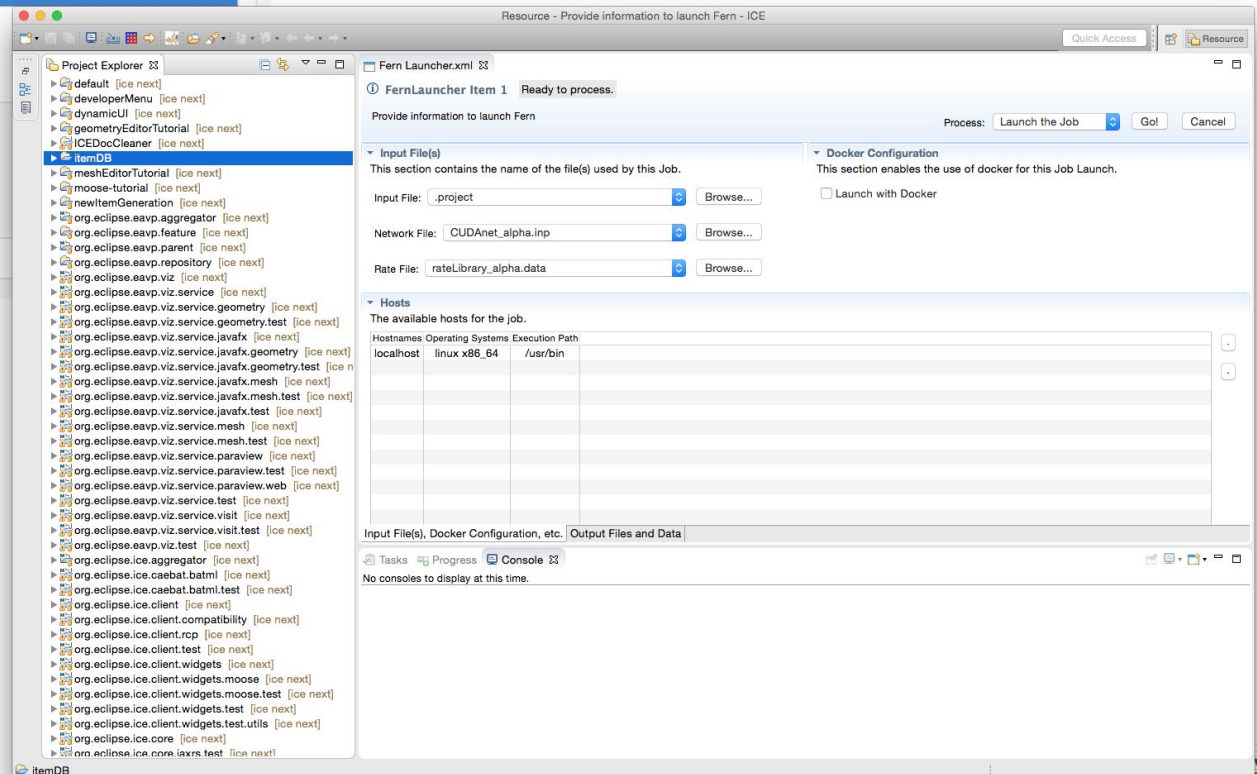 Resource - Provide information to launch Fern - ICE
Quick Access
Resource
Project Explorer
default [ice next]
developerMenu [ice next]
dynamicUI [ice next]
geometryEditorTutorial [ice next]
ICEDocCleaner [ice next]
itemDB
meshEditorTutorial [ice next]
moose-tutorial [ice next]
newItemGeneration [ice next]
org.eclipse.eavp.aggregator [ice next]
org.eclipse.eavp.feature [ice next]
org.eclipse.eavp.parent [ice next]
org.eclipse.eavp.repository [ice next]
org.eclipse.eavp.viz [ice next]
org.eclipse.eavp.viz.service [ice next]
org.eclipse.eavp.viz.service.geometry [ice next]
org.eclipse.eavp.viz.service.geometry.test [ice next]
org.eclipse.eavp.viz.service.javafx [ice next]
org.eclipse.eavp.viz.service.javafx.geometry [ice next]
org.eclipse.eavp.viz.service.javafx.geometry.test [ice n
org.eclipse.eavp.viz.service.javafx.mesh [ice next]
org.eclipse.eavp.viz.service.javafx.mesh.test [ice next]
org.eclipse.eavp.viz.service.javafx.test [ice next]
org.eclipse.eavp.viz.service.mesh [ice next]
org.eclipse.eavp.viz.service.mesh.test [ice next]
org.eclipse.eavp.viz.service.paraview [ice next]
org.eclipse.eavp.viz.service.paraview.test [ice next]
org.eclipse.eavp.viz.service.paraview.web [ice next]
org.eclipse.eavp.viz.service.test [ice next]
org.eclipse.eavp.viz.service.visit [ice next]
org.eclipse.eavp.viz.service.visit.test [ice next]
org.eclipse.eavp.viz.test [ice next]
org.eclipse.ice.aggregator [ice next]
org.eclipse.ice.caebat.batml [ice next]
org.eclipse.ice.caebat.batml.test [ice next]
org.eclipse.ice.client [ice next]
org.eclipse.ice.client.compatibility [ice next]
org.eclipse.ice.client.rcp [ice next]
org.eclipse.ice.client.test [ice next]
org.eclipse.ice.client.widgets [ice next]
org.eclipse.ice.client.widgets.moose [ice next]
org.eclipse.ice.client.widgets.moose.test [ice next]
org.eclipse.ice.client.widgets.test [ice next]
org.eclipse.ice.client.widgets.test.utils [ice next]
org.eclipse.ice.core [ice next]
org.eclipse.ice.core.jaxrs.test [ice next]
itemDB
Fern Launcher.xml
FernLauncher Item 1 Ready to process.
Provide information to launch Fern
Process: Launch the Job Go! Cancel
Input File(s)
This section contains the name of the file(s) used by this Job.
Input File: .project Browse...
Network File: CUDAnet_alpha.inp Browse...
Rate File: rateLibrary_alpha.data Browse...
Docker Configuration
This section enables the use of docker for this Job Launch.
Launch with Docker
Hosts
The available hosts for the job.
Hostnames Operating Systems Execution Path
localhost linux x86_64 /usr/bin
Input File(s), Docker Configuration, etc. Output Files and Data
Tasks Progress Console
No consoles to display at this time.